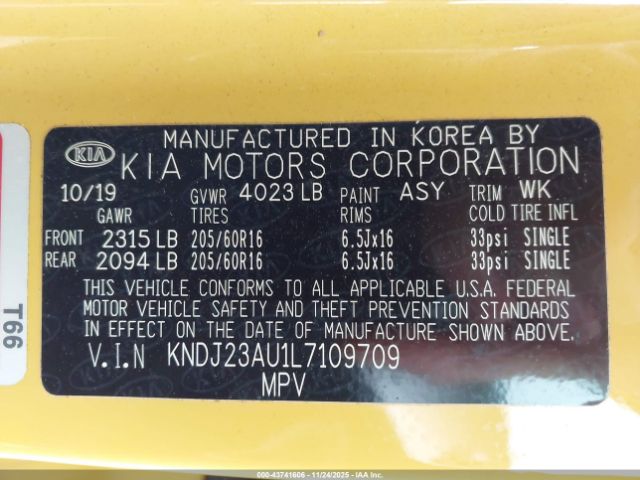 MANUFACTURED IN KOREA BY
KIA KIA MOTORS CORPORATION
10/19 GVWR 4023 LB PAINT ASY TRIM WK
GAWR TIRES RIMS COLD TIRE INFL
FRONT 2315 LB 205/60R16 6.5Jx16 33psi SINGLE
REAR 2094 LB 205/60R16 6.5Jx16 33psi SINGLE
THIS VEHICLE CONFORMS TO ALL APPLICABLE U.S.A. FEDERAL
MOTOR VEHICLE SAFETY AND THEFT PREVENTION STANDARDS
IN EFFECT ON THE DATE OF MANUFACTURE SHOWN ABOVE.
V.I.N KNDJ23AU1L7109709
MPV
T66
00-43741606 - 11/24/2025 - IAAI.COM